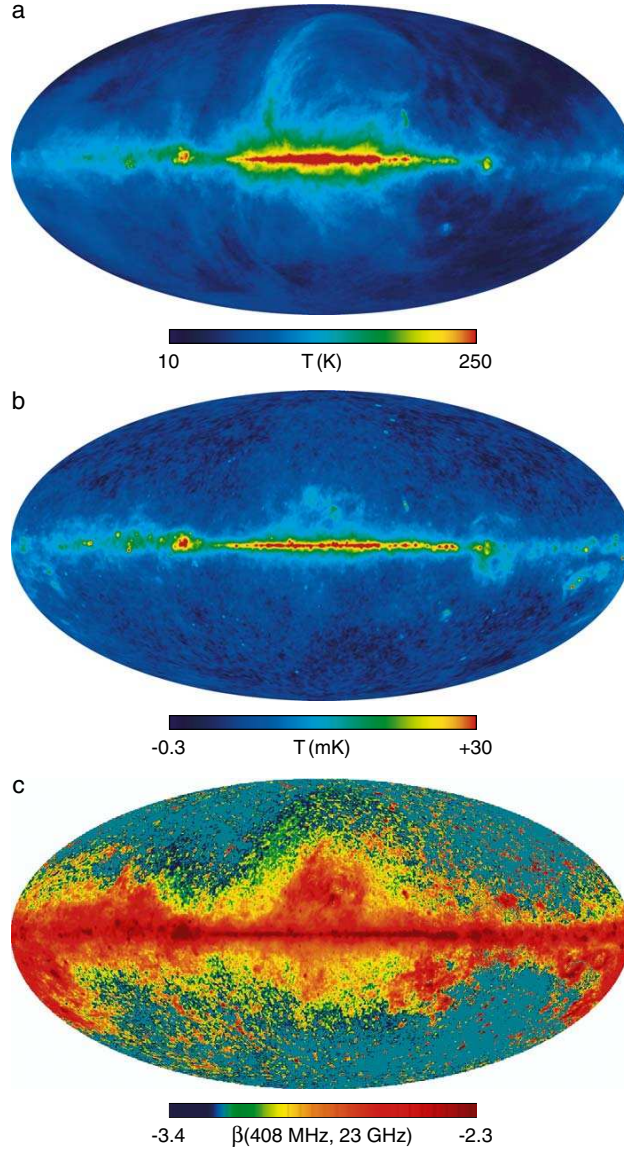 a
10 T (K) 250
b
-0.3 T (mK) +30
c
-3.4 β(408 MHz, 23 GHz) -2.3